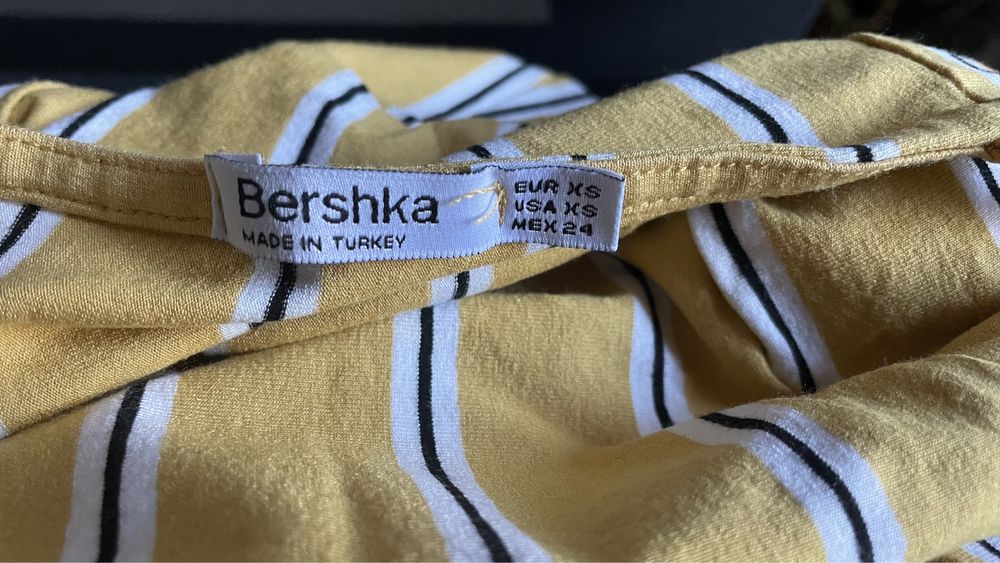 Bershka
MADE IN TURKEY
EUR XS
USA XS
MEX 24